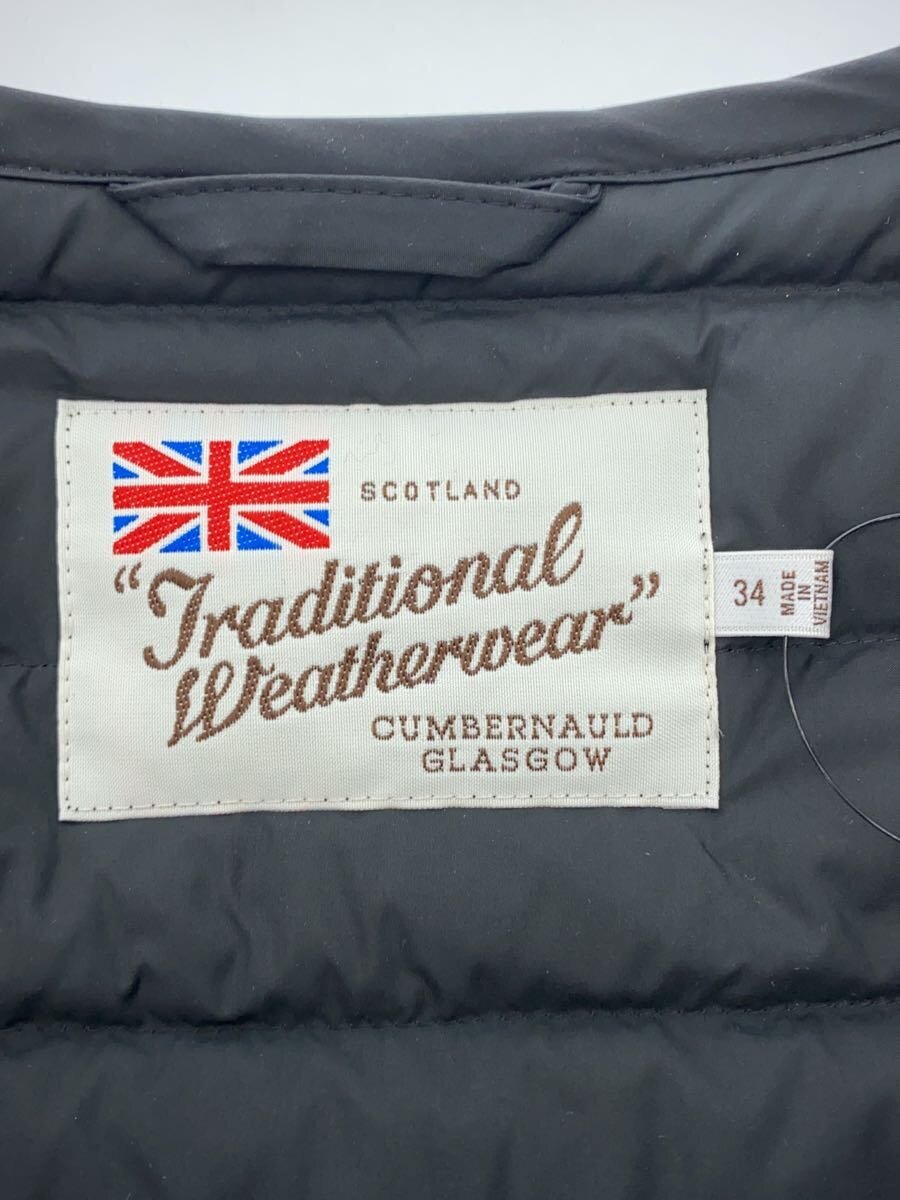 SCOTLAND
"Traditional
Weatherwear"
CUMBERNAULD
GLASGOW
34
MADE
IN
VIETNAM